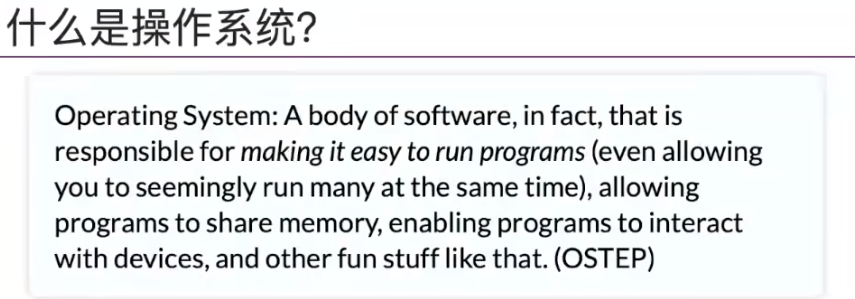 什么是操作系统?
Operating System: A body of software, in fact, that is
responsible for making it easy to run programs (even allowing
you to seemingly run many at the same time), allowing
programs to share memory, enabling programs to interact
with devices, and other fun stuff like that. (OSTEP)